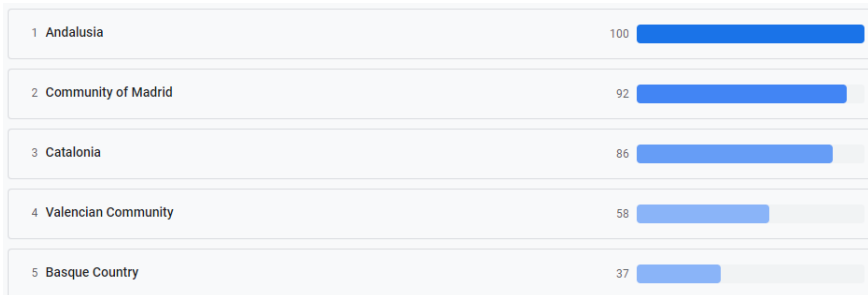 1 Andalusia 100
2 Community of Madrid 92
3 Catalonia 86
4 Valencian Community 58
5 Basque Country 37